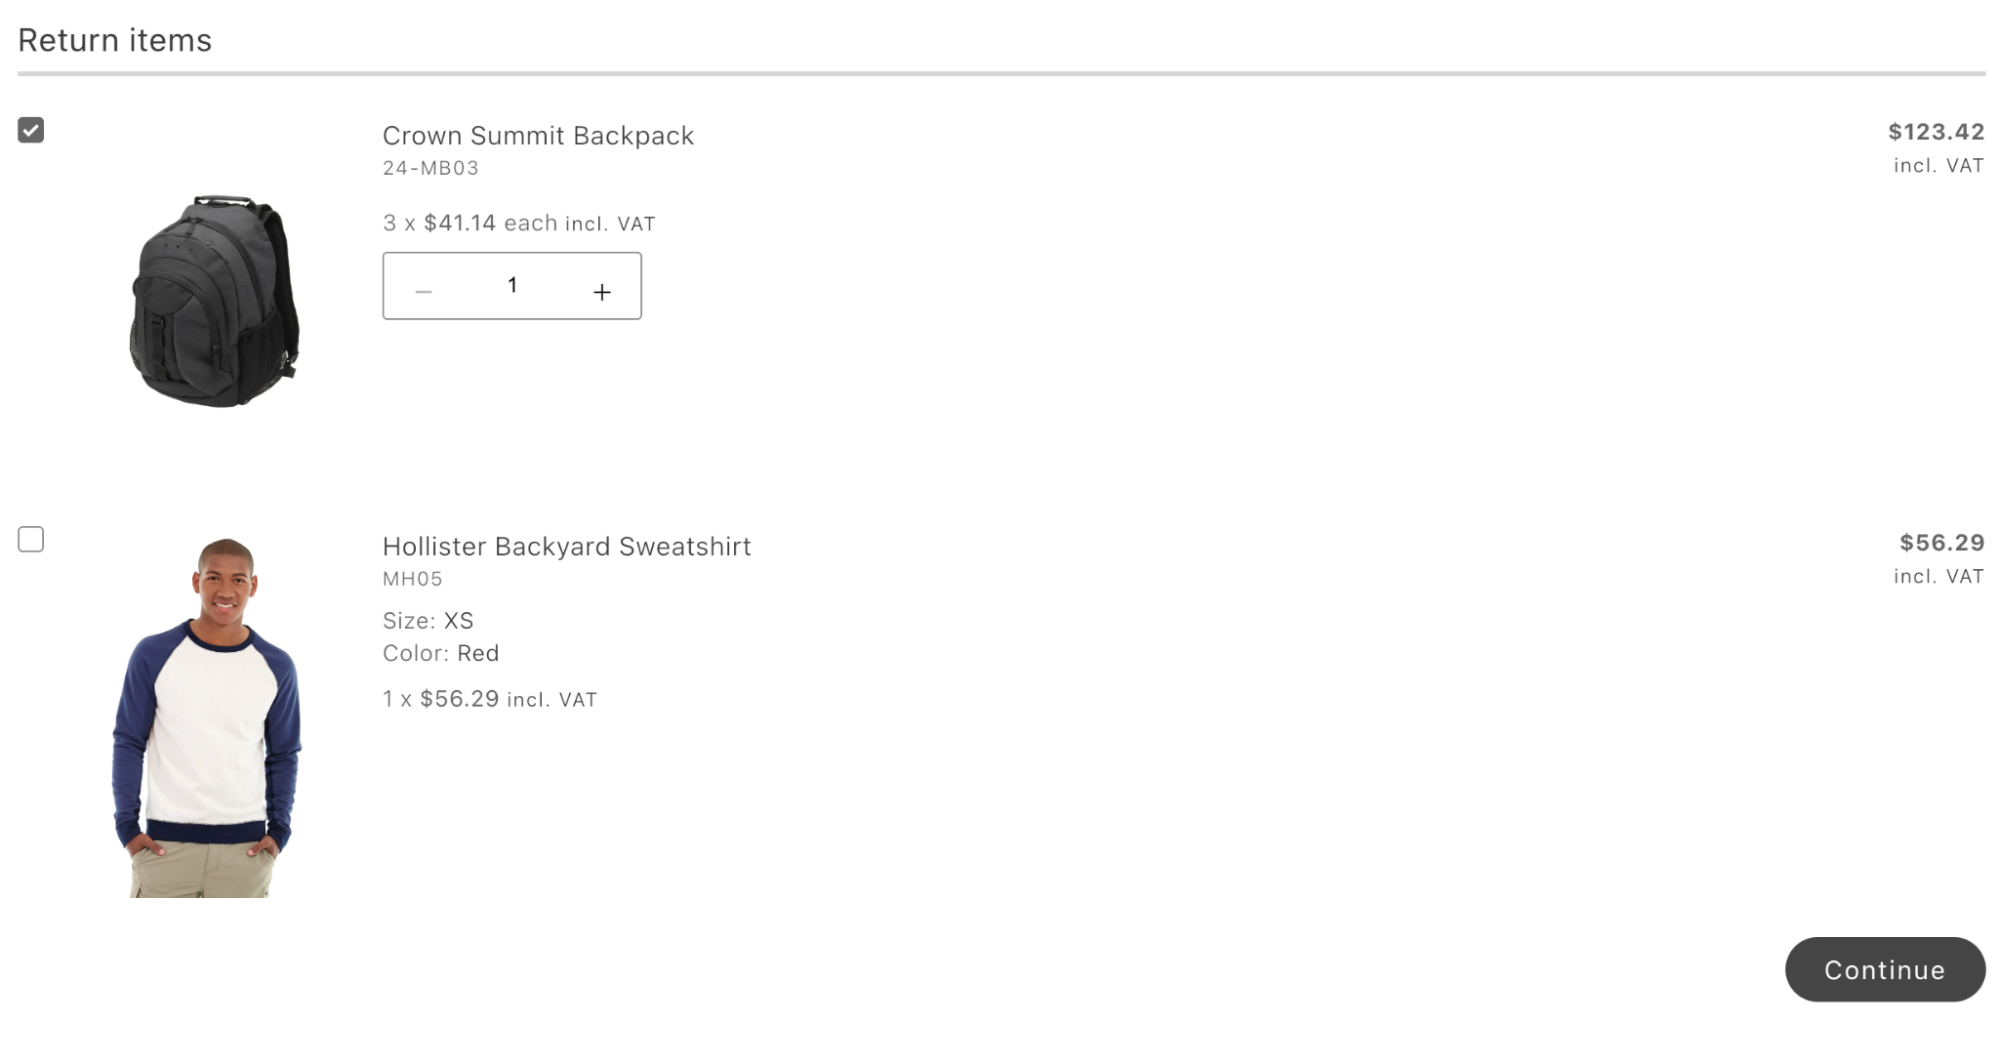 Return items
Crown Summit Backpack
$123.42
24-MB03
incl. VAT
3 x $41.14 each incl. VAT
1
Hollister Backyard Sweatshirt
$56.29
MH05
incl. VAT
Size: XS
Color: Red
1 x $56.29 incl. VAT
Continue